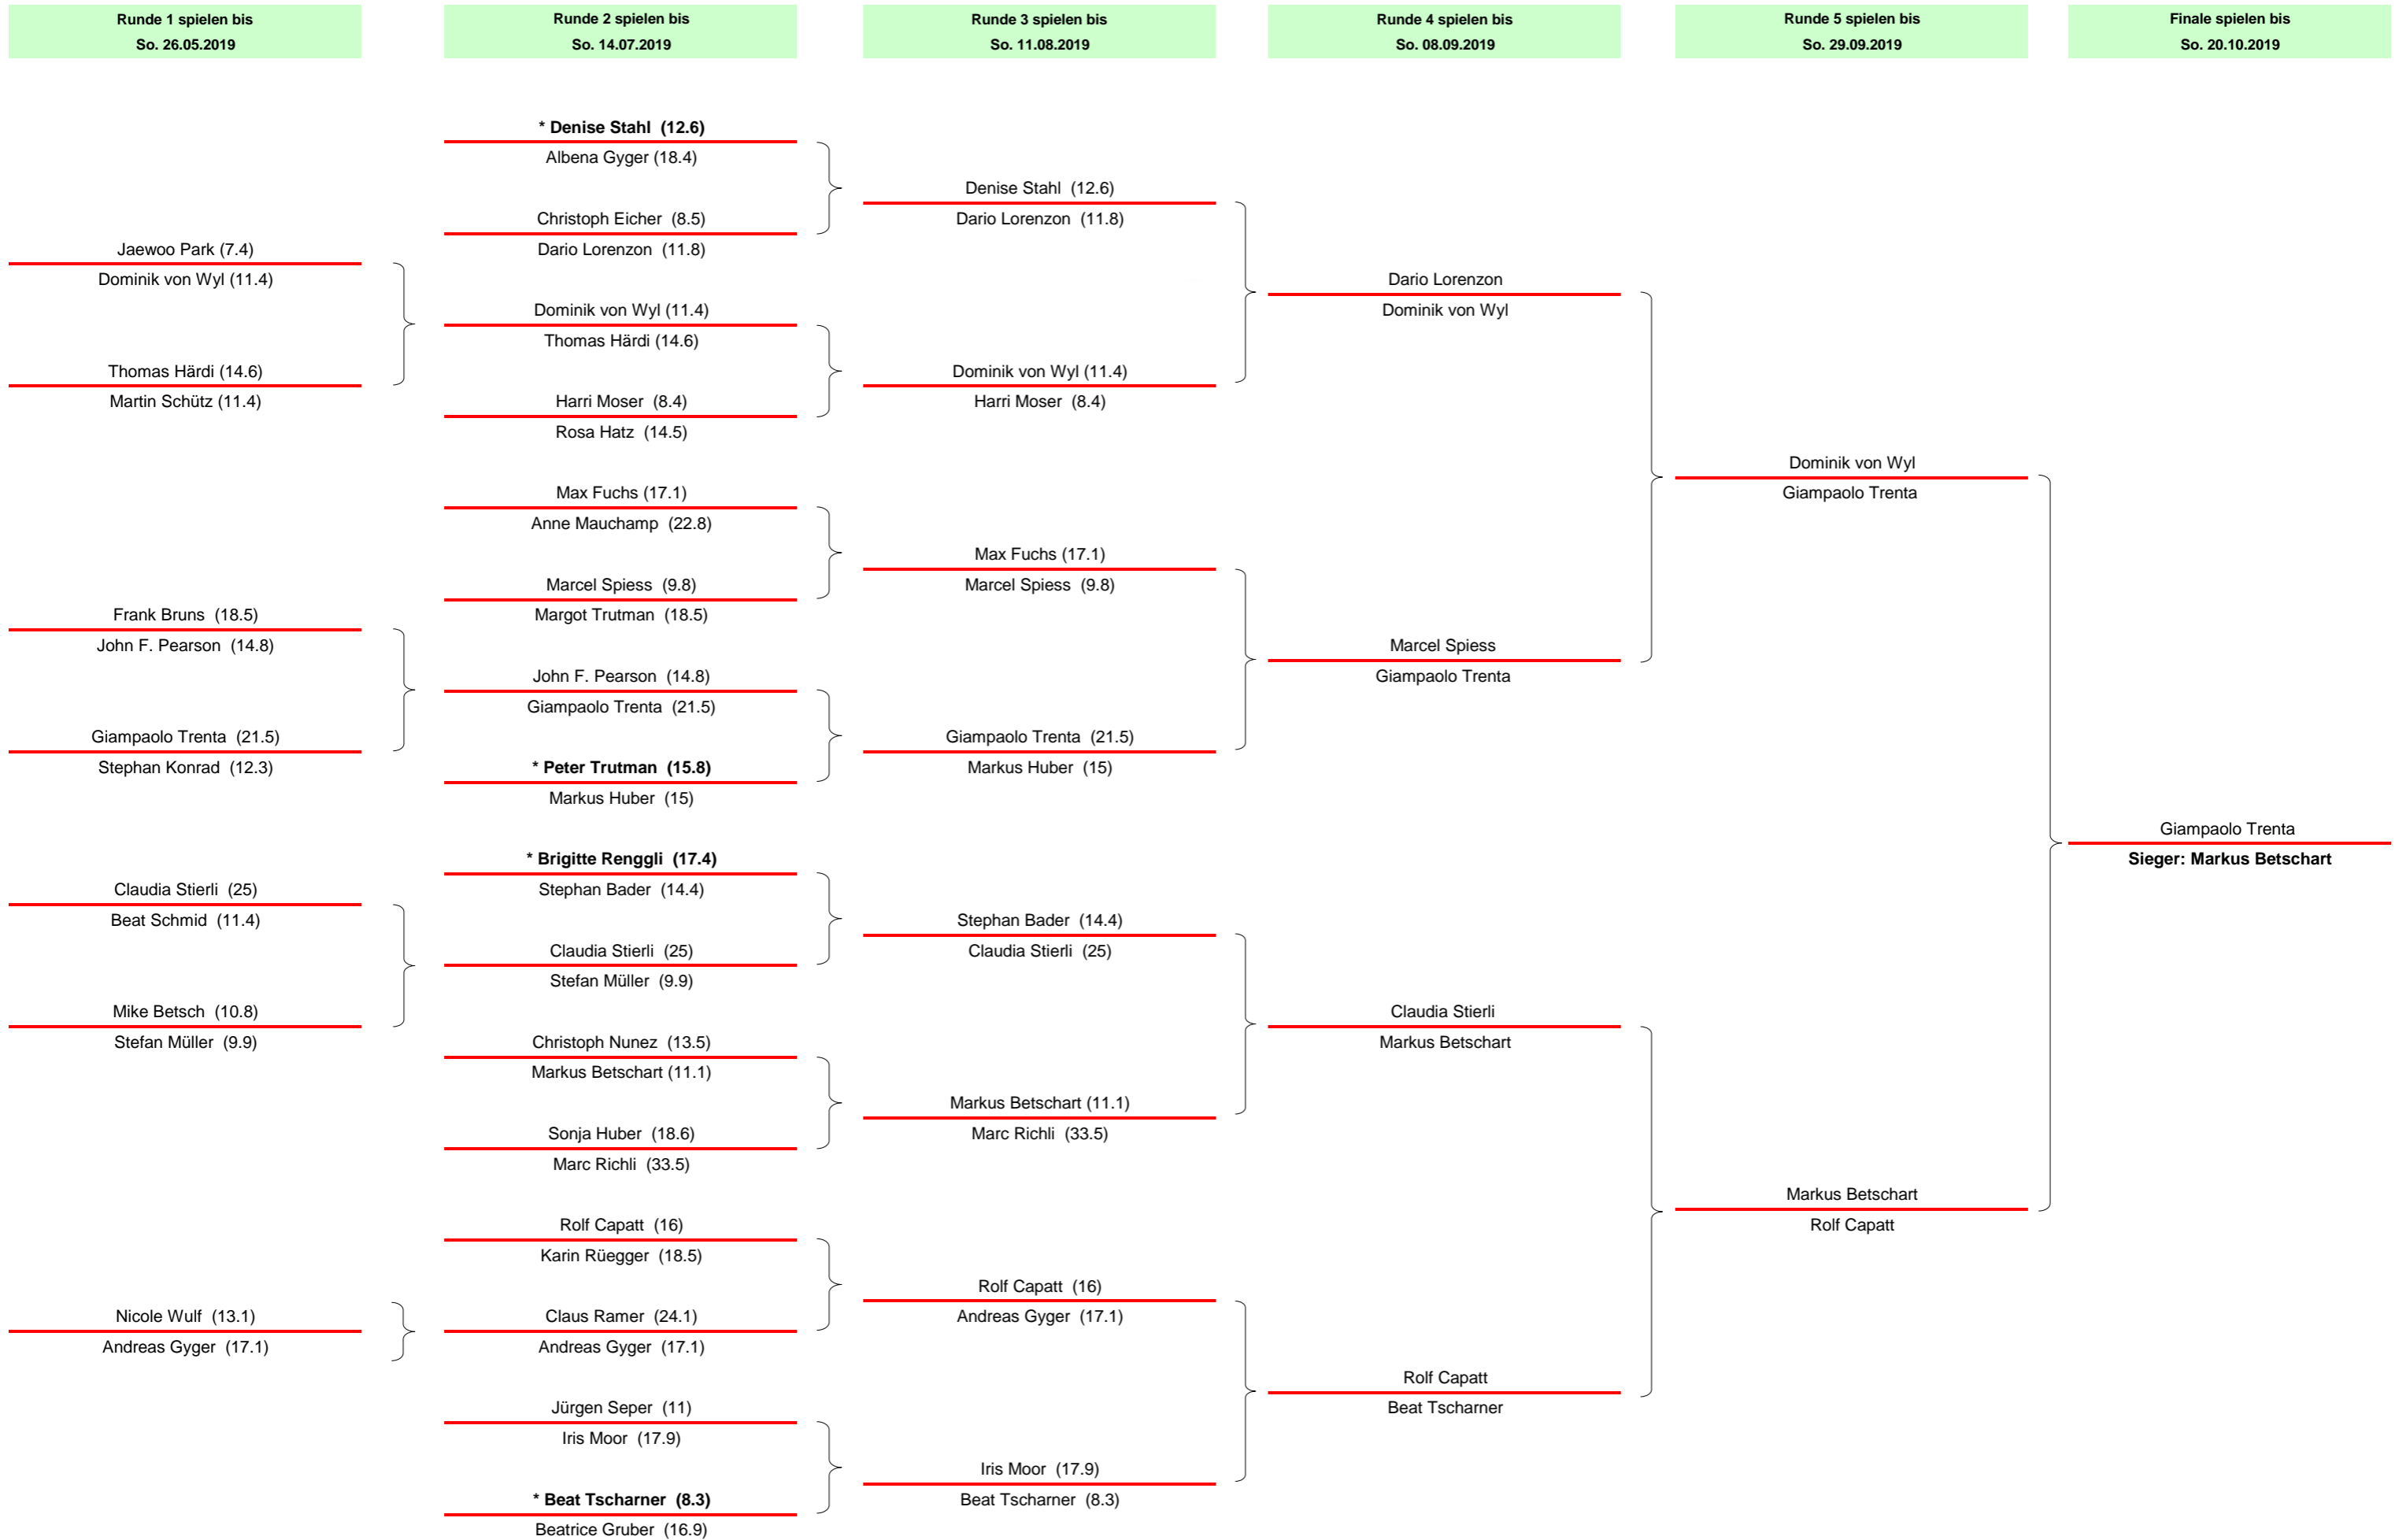 Runde 1 spielen bis
So. 26.05.2019
Runde 2 spielen bis
So. 14.07.2019
Runde 3 spielen bis
So. 11.08.2019
Runde 4 spielen bis
So. 08.09.2019
Runde 5 spielen bis
So. 29.09.2019
Finale spielen bis
So. 20.10.2019
Jaewoo Park (7.4)
Dominik von Wyl (11.4)
Thomas Härdi (14.6)
Martin Schütz (11.4)
Frank Bruns (18.5)
John F. Pearson (14.8)
Giampaolo Trenta (21.5)
Stephan Konrad (12.3)
Claudia Stierli (25)
Beat Schmid (11.4)
Mike Betsch (10.8)
Stefan Müller (9.9)
Nicole Wulf (13.1)
Andreas Gyger (17.1)
* Denise Stahl (12.6)
Albena Gyger (18.4)
Christoph Eicher (8.5)
Dario Lorenzon (11.8)
Dominik von Wyl (11.4)
Thomas Härdi (14.6)
Harri Moser (8.4)
Rosa Hatz (14.5)
Max Fuchs (17.1)
Anne Mauchamp (22.8)
Marcel Spiess (9.8)
Margot Trutman (18.5)
John F. Pearson (14.8)
Giampaolo Trenta (21.5)
* Peter Trutman (15.8)
Markus Huber (15)
* Brigitte Renggli (17.4)
Stephan Bader (14.4)
Claudia Stierli (25)
Stefan Müller (9.9)
Christoph Nunez (13.5)
Markus Betschart (11.1)
Sonja Huber (18.6)
Marc Richli (33.5)
Rolf Capatt (16)
Karin Rüegger (18.5)
Claus Ramer (24.1)
Andreas Gyger (17.1)
Jürgen Seper (11)
Iris Moor (17.9)
* Beat Tscharner (8.3)
Beatrice Gruber (16.9)
Denise Stahl (12.6)
Dario Lorenzon (11.8)
Dominik von Wyl (11.4)
Harri Moser (8.4)
Max Fuchs (17.1)
Marcel Spiess (9.8)
Giampaolo Trenta (21.5)
Markus Huber (15)
Stephan Bader (14.4)
Claudia Stierli (25)
Markus Betschart (11.1)
Marc Richli (33.5)
Rolf Capatt (16)
Andreas Gyger (17.1)
Iris Moor (17.9)
Beat Tscharner (8.3)
Dario Lorenzon
Dominik von Wyl
Marcel Spiess
Giampaolo Trenta
Claudia Stierli
Markus Betschart
Rolf Capatt
Beat Tscharner
Dominik von Wyl
Giampaolo Trenta
Markus Betschart
Rolf Capatt
Giampaolo Trenta
Sieger: Markus Betschart